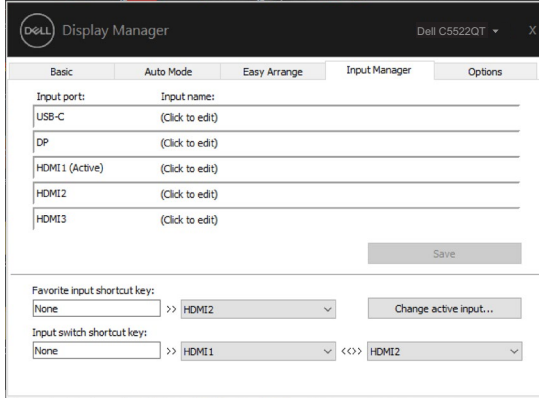 DELL Display Manager Dell C5522QT X
Basic Auto Mode Easy Arrange Input Manager Options
Input port: Input name:
USB-C (Click to edit)
DP (Click to edit)
HDMI1 (Active) (Click to edit)
HDMI2 (Click to edit)
HDMI3 (Click to edit)
Save
Favorite input shortcut key:
None >> HDMI2 Change active input...
Input switch shortcut key:
None >> HDMI1 <<>> HDMI2